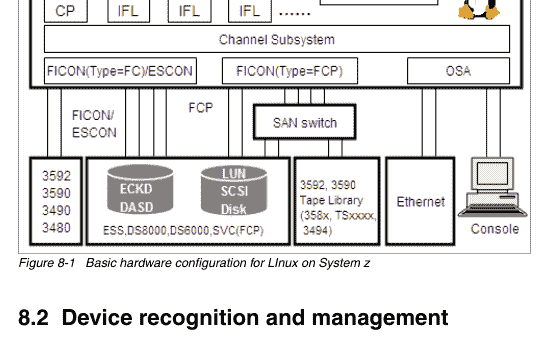 CP IFL IFL IFL ......
Channel Subsystem
FICON(Type=FC)/ESCON FICON(Type=FCP) OSA
FICON/
ESCON
FCP
SAN switch
3592
3590
3490
3480
ECKD
DASD
LUN
SCSI
Disk
ESS,DS8000,DS6000,SVC(FCP)
3592, 3590
Tape Library
(358x, TSxxxx,
3494)
Ethernet
Console
Figure 8-1 Basic hardware configuration for LInux on System z
8.2 Device recognition and management